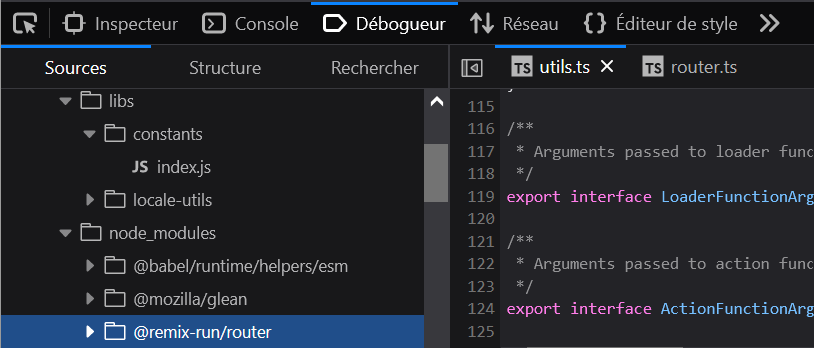 Inspecteur Console Débogueur Réseau Éditeur de style
Sources Structure Rechercher
libs
constants
JS index.js
locale-utils
node_modules
@babel/runtime/helpers/esm
@mozilla/glean
@remix-run/router
TS utils.ts TS router.ts
115 }
116 /**
117 * Arguments passed to loader func
118 */
119 export interface LoaderFunctionArg
120
121 /**
122 * Arguments passed to action func
123 */
124 export interface ActionFunctionArg
125